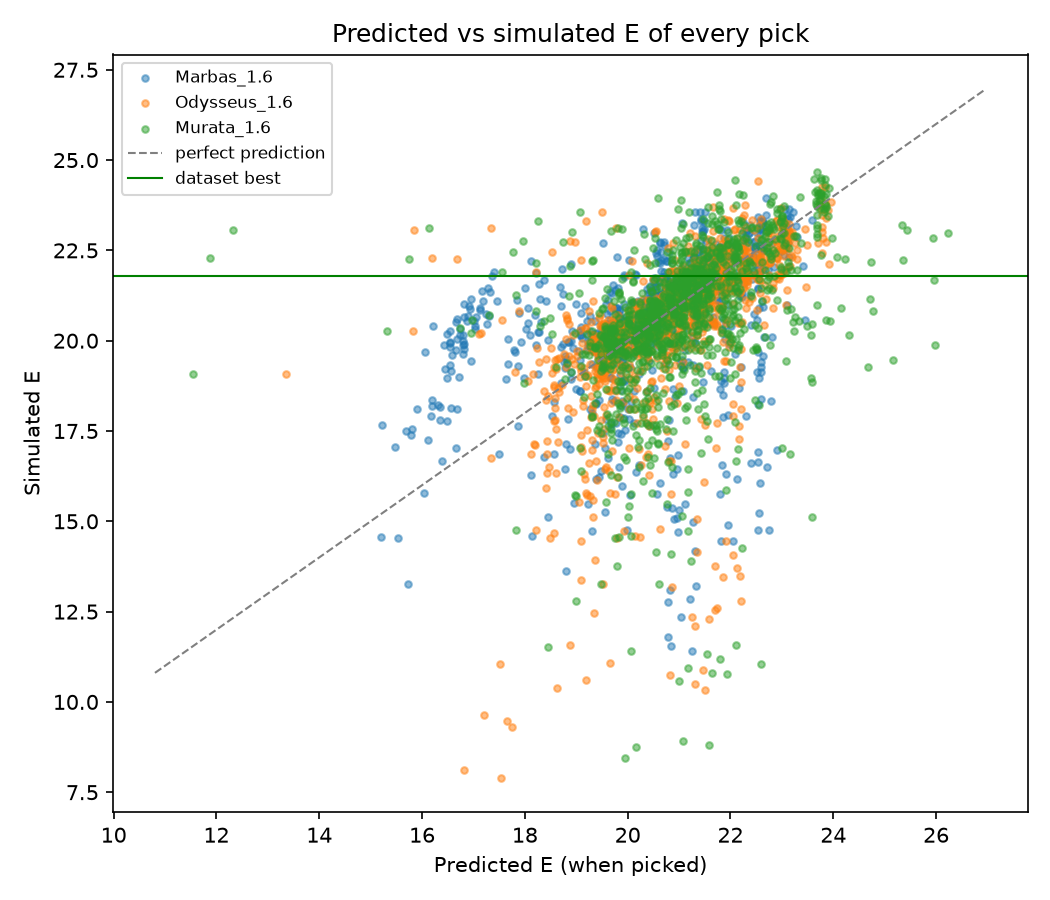 Predicted vs simulated E of every pick
Marbas_1.6
Odysseus_1.6
Murata_1.6
perfect prediction
dataset best
27.5
25.0
22.5
20.0
17.5
15.0
12.5
10.0
7.5
Simulated E
10 12 14 16 18 20 22 24 26
Predicted E (when picked)